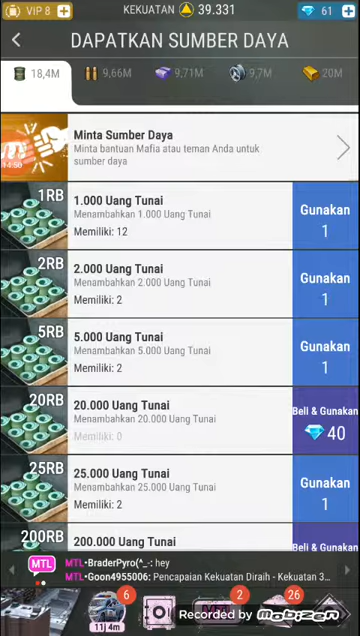 VIP 8
KEKUATAN 39.331
61
DAPATKAN SUMBER DAYA
18,4M
9,66M
9,71M
9,7M
20M
Minta Sumber Daya
Minta bantuan Mafia atau teman Anda untuk
sumber daya
14:50
1RB
1.000 Uang Tunai
Menambahkan 1.000 Uang Tunai
Memiliki: 12
Gunakan
1
2RB
2.000 Uang Tunai
Menambahkan 2.000 Uang Tunai
Memiliki: 2
Gunakan
1
5RB
5.000 Uang Tunai
Menambahkan 5.000 Uang Tunai
Memiliki: 2
Gunakan
1
20RB
20.000 Uang Tunai
Menambahkan 20.000 Uang Tunai
Memiliki: 0
Beli & Gunakan
40
25RB
25.000 Uang Tunai
Menambahkan 25.000 Uang Tunai
Memiliki: 2
Gunakan
1
200RB
200.000 Uang Tunai
Beli & Gunakan
MTL
MTL•BraderPyro(^_-: hey
MTL•Goon4955006: Pencapaian Kekuatan Diraih - Kekuatan 3...
6
11j 4m
2
26
Recorded by Mobizen